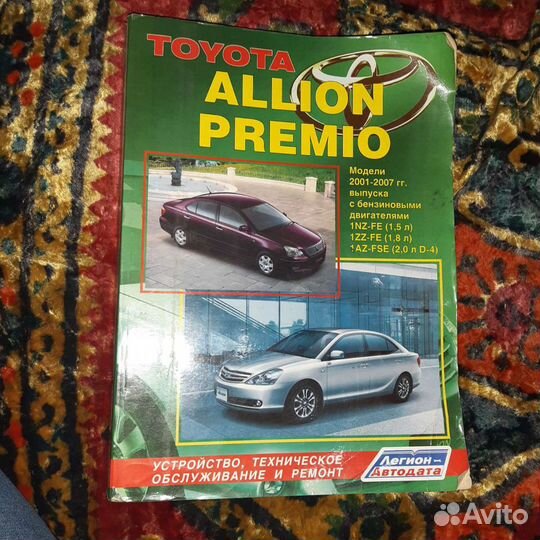 TOYOTA
ALLION
PREMIO
Модели
2001-2007 гг.
выпуска
с бензиновыми
двигателями
1NZ-FE (1,5 л)
1ZZ-FE (1,8 л)
1AZ-FSE (2,0 л D-4)
УСТРОЙСТВО, ТЕХНИЧЕСКОЕ
ОБСЛУЖИВАНИЕ И РЕМОНТ
Легион-
Автодата
Avito